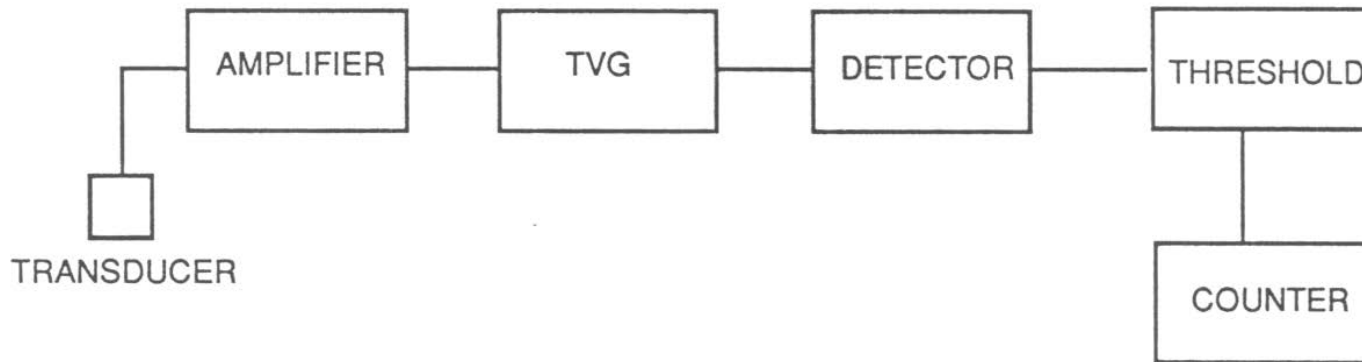 AMPLIFIER
TVG
DETECTOR
THRESHOLD
TRANSDUCER
COUNTER